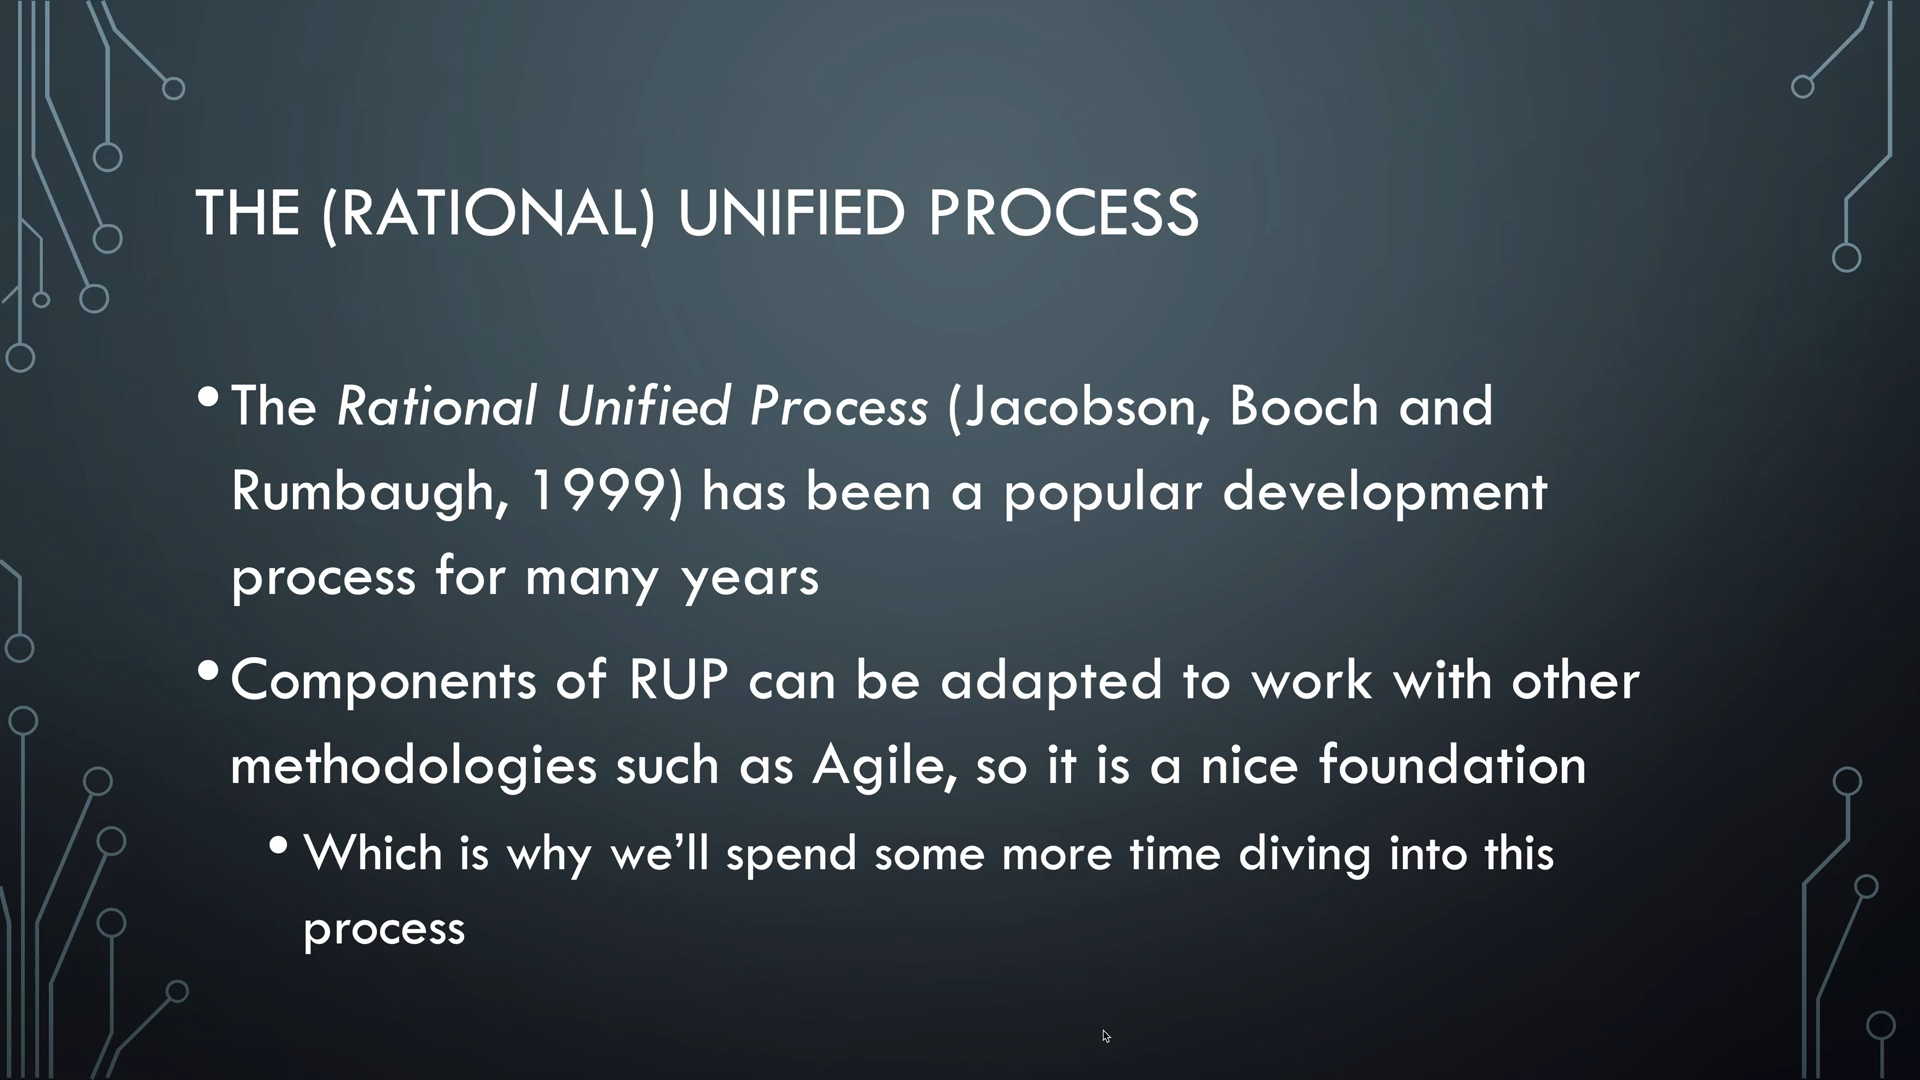 THE (RATIONAL) UNIFIED PROCESS
• The Rational Unified Process (Jacobson, Booch and
Rumbaugh, 1999) has been a popular development
process for many years
• Components of RUP can be adapted to work with other
methodologies such as Agile, so it is a nice foundation
• Which is why we’ll spend some more time diving into this
process